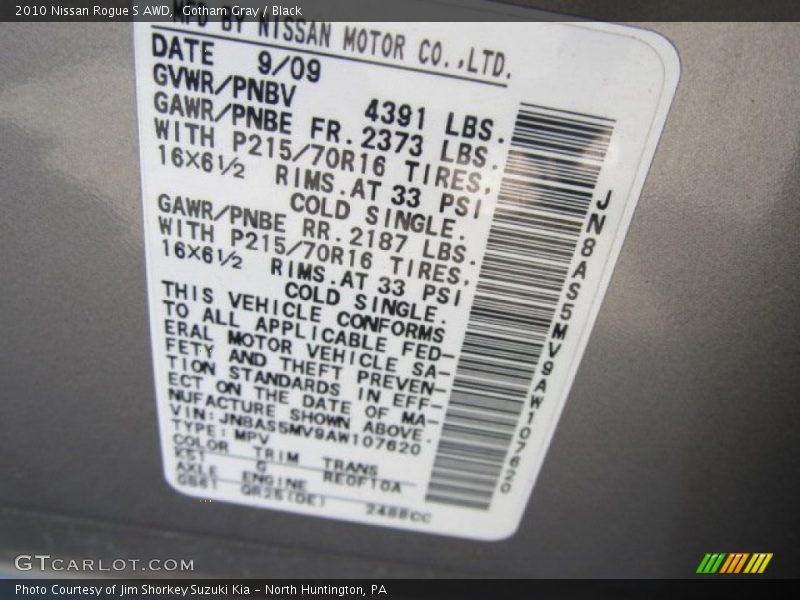 2010 Nissan Rogue S AWD, Gotham Gray / Black
MFD BY NISSAN MOTOR CO.,LTD.
DATE 9/09
GVWR/PNBV 4391 LBS.
GAWR/PNBE FR. 2373 LBS.
WITH P215/70R16 TIRES,
16X6½ RIMS. AT 33 PSI
COLD SINGLE.
GAWR/PNBE RR. 2187 LBS.
WITH P215/70R16 TIRES,
16X6½ RIMS. AT 33 PSI
COLD SINGLE.
THIS VEHICLE CONFORMS
TO ALL APPLICABLE FED-
ERAL MOTOR VEHICLE SA-
FETY AND THEFT PREVEN-
TION STANDARDS IN EFF-
ECT ON THE DATE OF MA-
NUFACTURE SHOWN ABOVE.
VIN: JN8AS5MV9AW107620
TYPE: MPV
COLOR TRIM TRANS
K51 G RE0F10A
AXLE ENGINE
GS61 QR25(DE) 2488CC
JN8AS5MV9AW107620
GTCARLOT.COM
Photo Courtesy of Jim Shorkey Suzuki Kia – North Huntington, PA